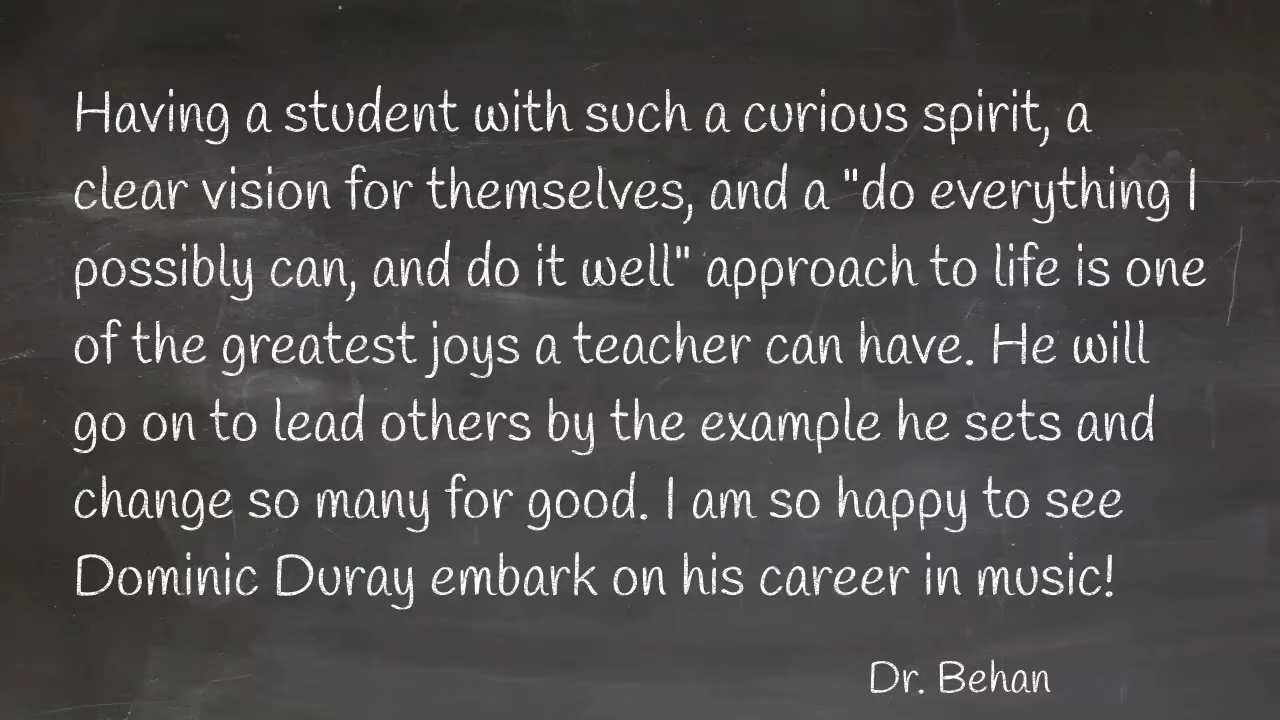 Having a student with such a curious spirit, a
clear vision for themselves, and a "do everything I
possibly can, and do it well" approach to life is one
of the greatest joys a teacher can have. He will
go on to lead others by the example he sets and
change so many for good. I am so happy to see
Dominic Duray embark on his career in music!
Dr. Behan